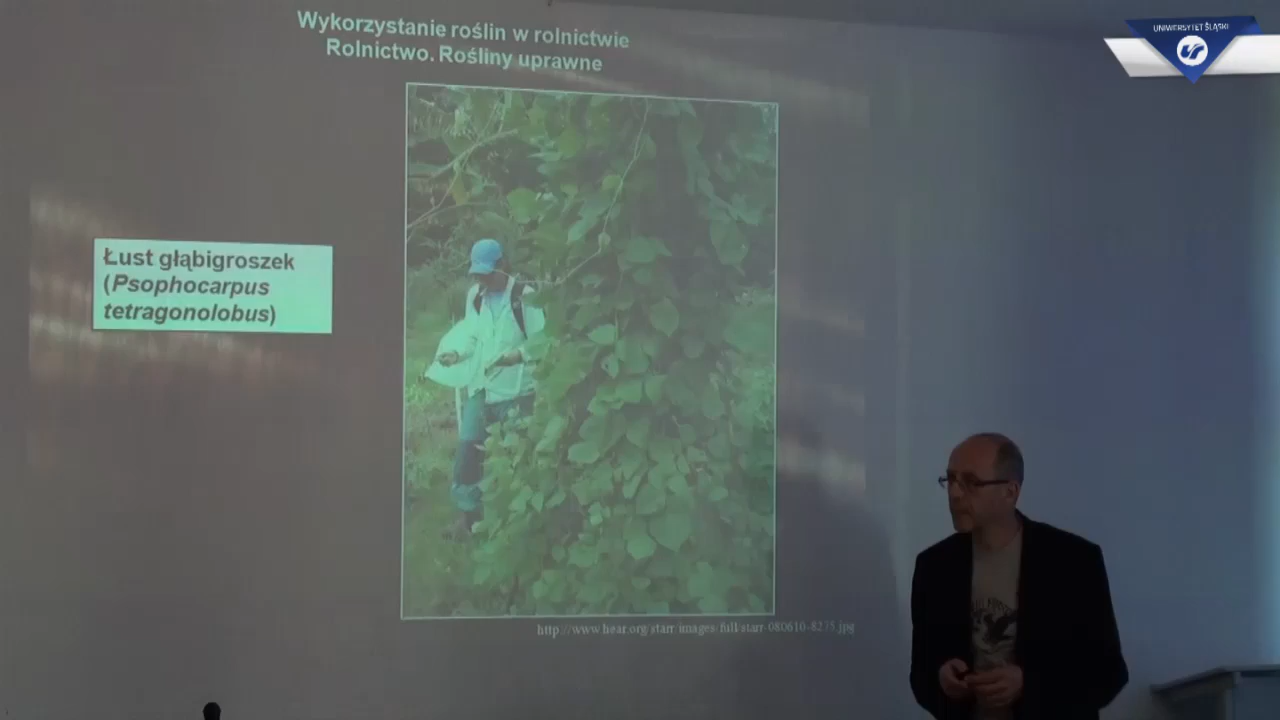 Wykorzystanie roślin w rolnictwie
Rolnictwo. Rośliny uprawne
UNIWERSYTET ŚLĄSKI
Łust głąbigroszek
(Psophocarpus
tetragonolobus)
http://www.hear.org/starr/images/full/starr-080610-8235.jpg